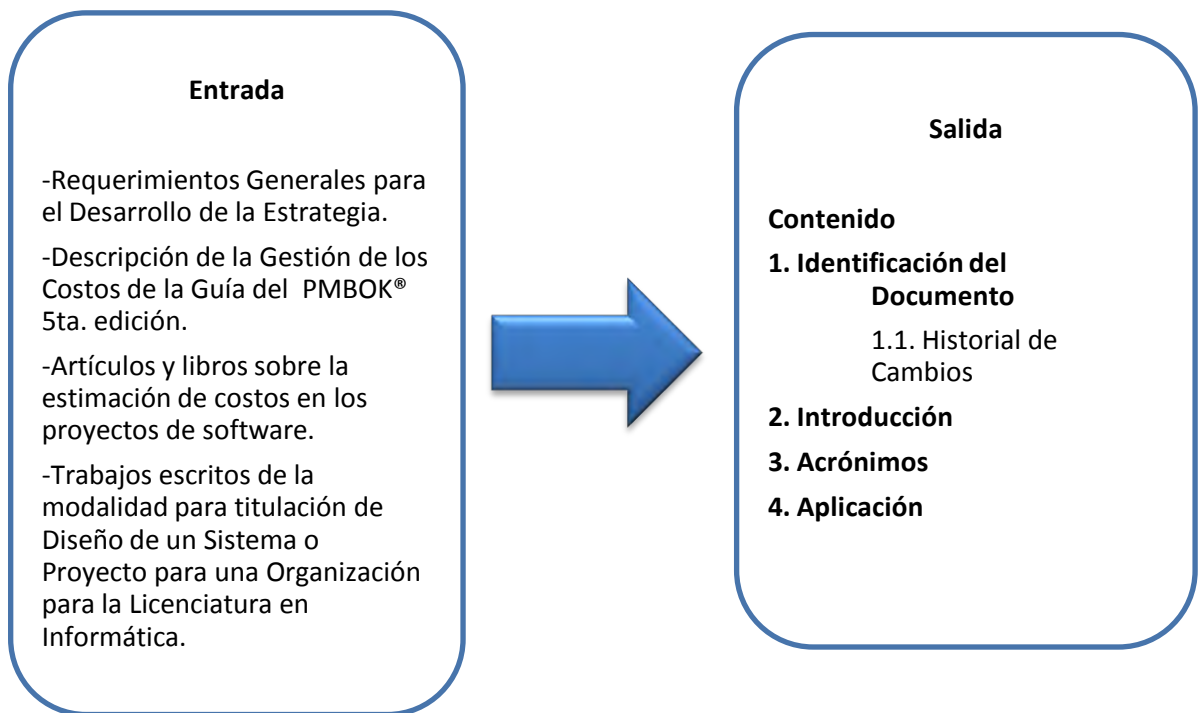 Entrada
-Requerimientos Generales para
el Desarrollo de la Estrategia.
-Descripción de la Gestión de los
Costos de la Guía del PMBOK®
5ta. edición.
-Artículos y libros sobre la
estimación de costos en los
proyectos de software.
-Trabajos escritos de la
modalidad para titulación de
Diseño de un Sistema o
Proyecto para una Organización
para la Licenciatura en
Informática.
Salida
Contenido
1. Identificación del
Documento
1.1. Historial de
Cambios
2. Introducción
3. Acrónimos
4. Aplicación